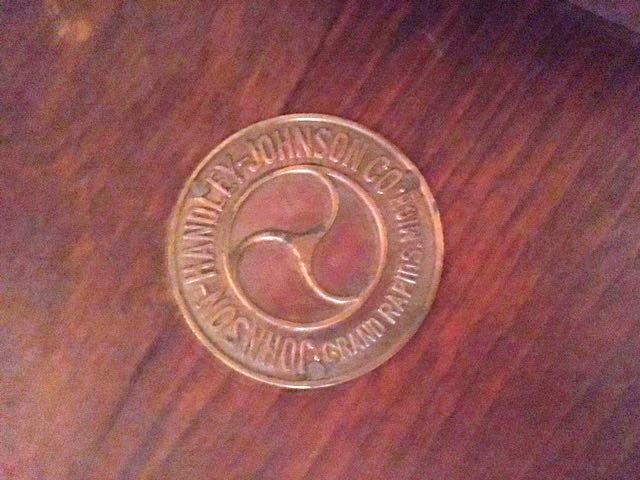 JOHNSON-HANDLEY-JOHNSON CO.
GRAND RAPIDS MICH.